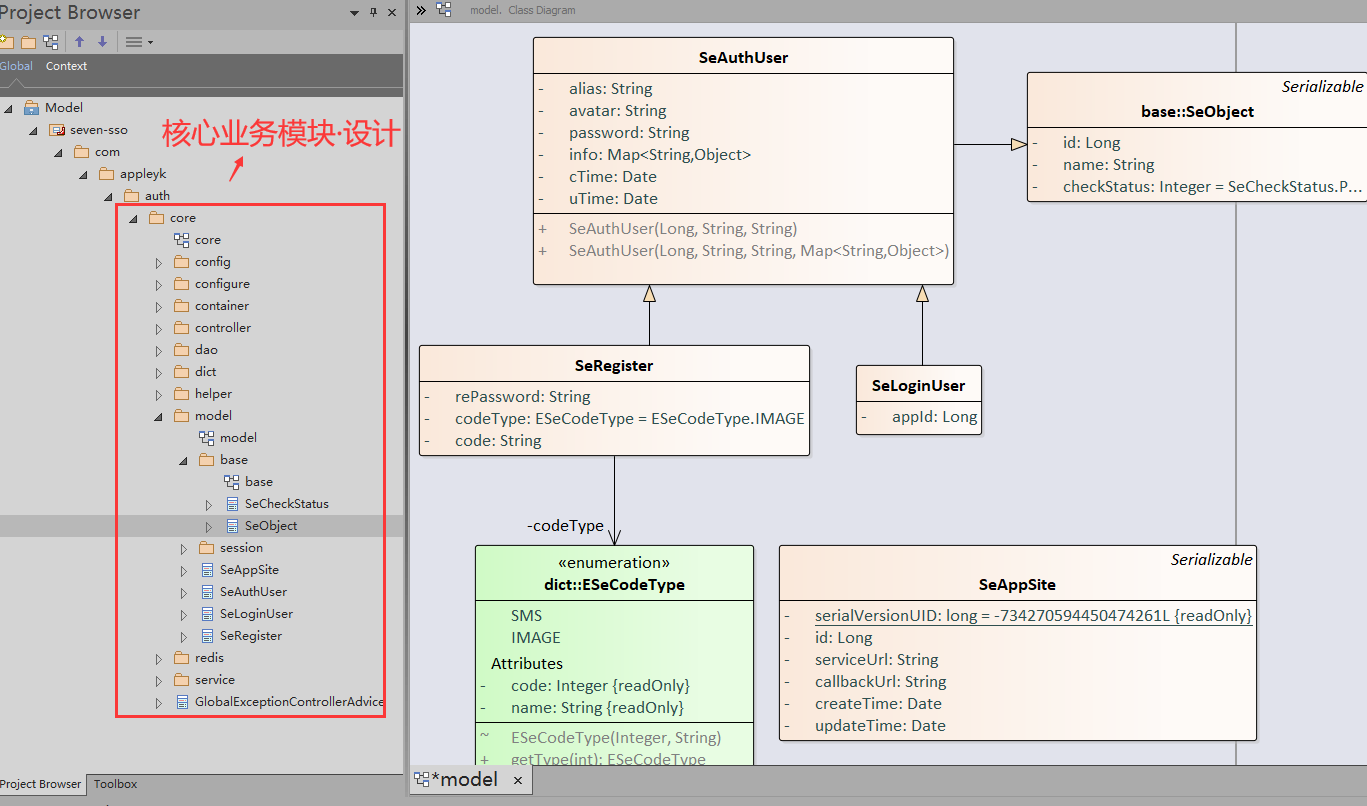 Project Browser
Global Context
Model
seven-sso
核心业务模块·设计
com
appleyk
auth
core
core
config
configure
container
controller
dao
dict
helper
model
model
base
base
SeCheckStatus
SeObject
session
SeAppSite
SeAuthUser
SeLoginUser
SeRegister
redis
service
GlobalExceptionControllerAdvice
Project Browser Toolbox
model. Class Diagram
SeAuthUser
- alias: String
- avatar: String
- password: String
- info: Map<String,Object>
- cTime: Date
- uTime: Date
+ SeAuthUser(Long, String, String)
+ SeAuthUser(Long, String, String, Map<String,Object>)
Serializable
base::SeObject
- id: Long
- name: String
- checkStatus: Integer = SeCheckStatus.P...
SeRegister
- rePassword: String
- codeType: ESeCodeType = ESeCodeType.IMAGE
- code: String
SeLoginUser
- appId: Long
-codeType
«enumeration»
dict::ESeCodeType
SMS
IMAGE
Attributes
- code: Integer {readOnly}
- name: String {readOnly}
~ ESeCodeType(Integer, String)
+ getType(int): ESeCodeType
Serializable
SeAppSite
- serialVersionUID: long = -734270594450474261L {readOnly}
- id: Long
- serviceUrl: String
- callbackUrl: String
- createTime: Date
- updateTime: Date
*model